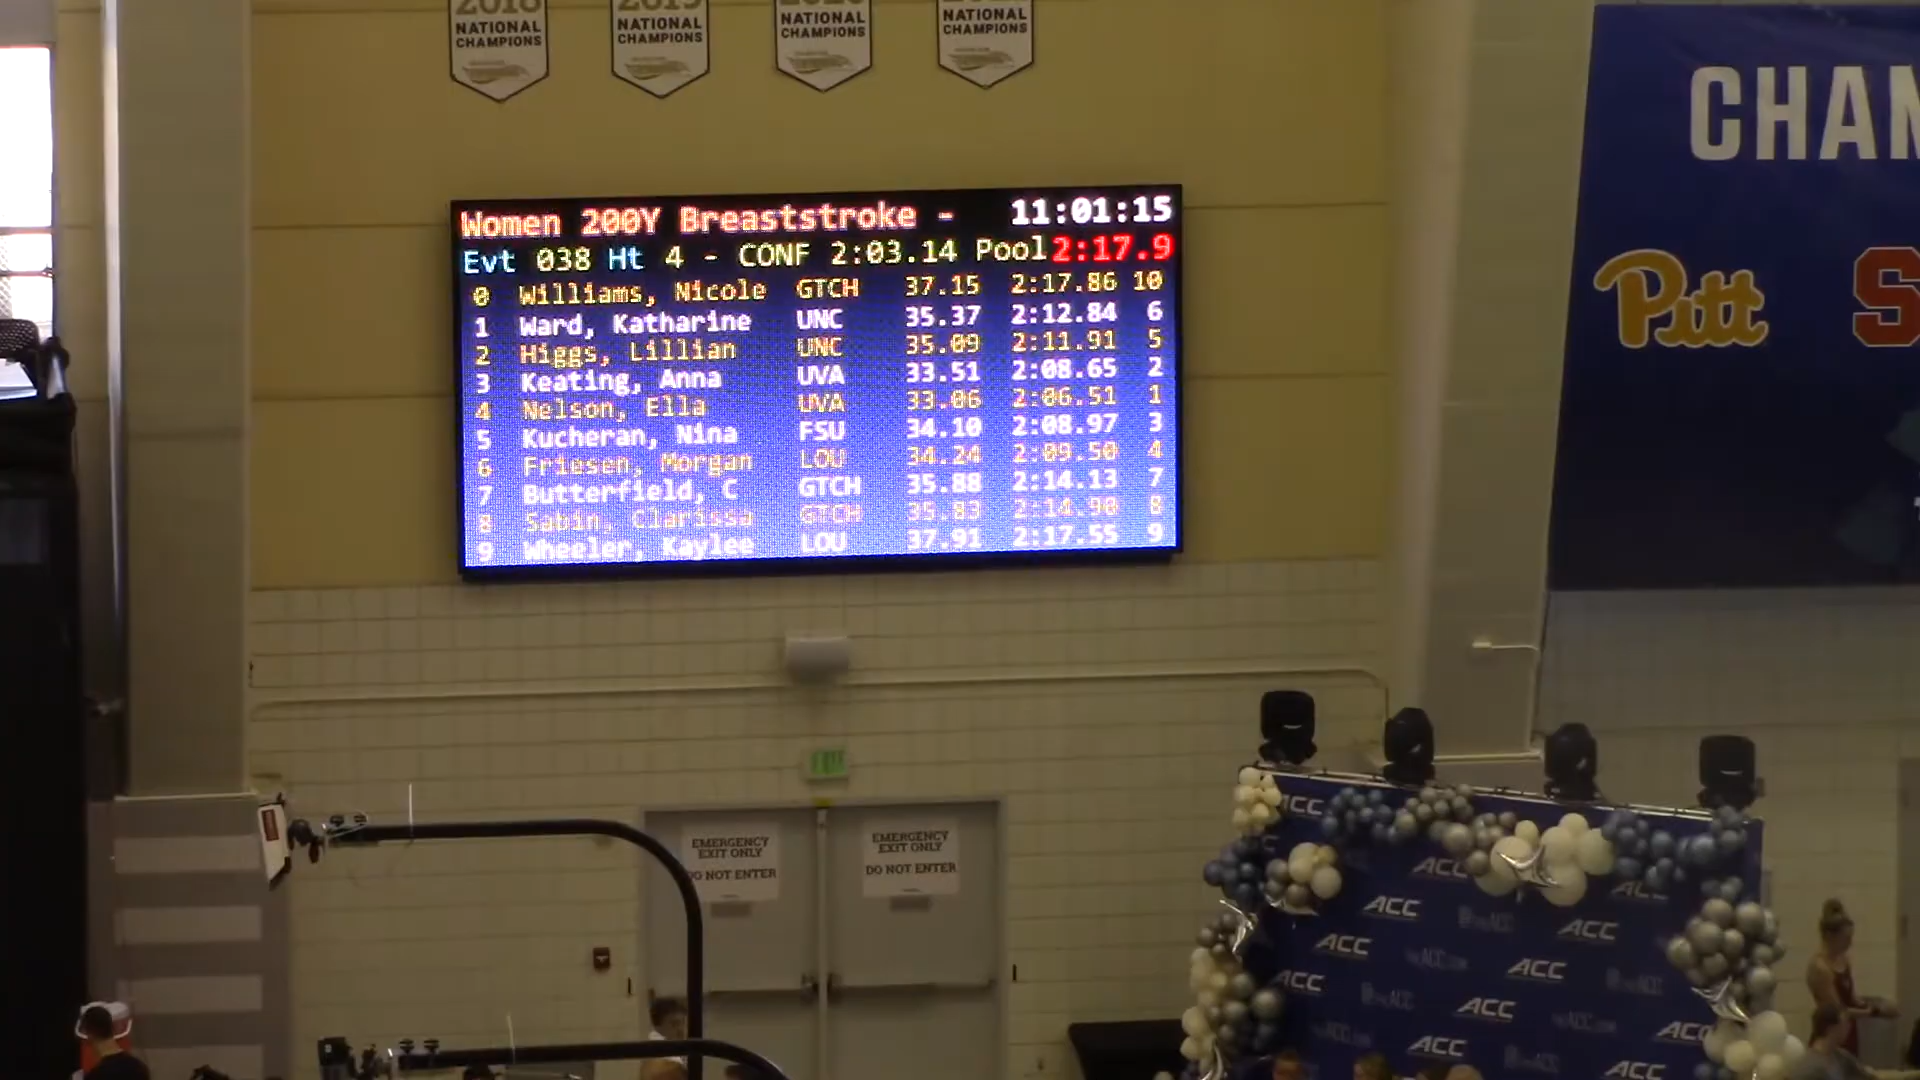 2018
NATIONAL
CHAMPIONS
2019
NATIONAL
CHAMPIONS
NATIONAL
CHAMPIONS
NATIONAL
CHAMPIONS
CHAM
Pitt
S
Women 200Y Breaststroke - 11:01:15
Evt 038 Ht 4 - CONF 2:03.14 Pool 2:17.9
0 Williams, Nicole GTCH 37.15 2:17.86 10
1 Ward, Katharine UNC 35.37 2:12.84 6
2 Higgs, Lillian UNC 35.09 2:11.91 5
3 Keating, Anna UVA 33.51 2:08.65 2
4 Nelson, Ella UVA 33.06 2:06.51 1
5 Kucheran, Nina FSU 34.10 2:08.97 3
6 Friesen, Morgan LOU 34.24 2:09.50 4
7 Butterfield, C GTCH 35.88 2:14.13 7
8 Sabin, Clarissa GTCH 35.83 2:14.90 8
9 Wheeler, Kaylee LOU 37.91 2:17.55 9
EMERGENCY
EXIT ONLY
DO NOT ENTER
EMERGENCY
EXIT ONLY
DO NOT ENTER
ACC
ACC
ACC
ACC
ACC
ACC
ACC
ACC
ACC
ACC
ACC
ACC